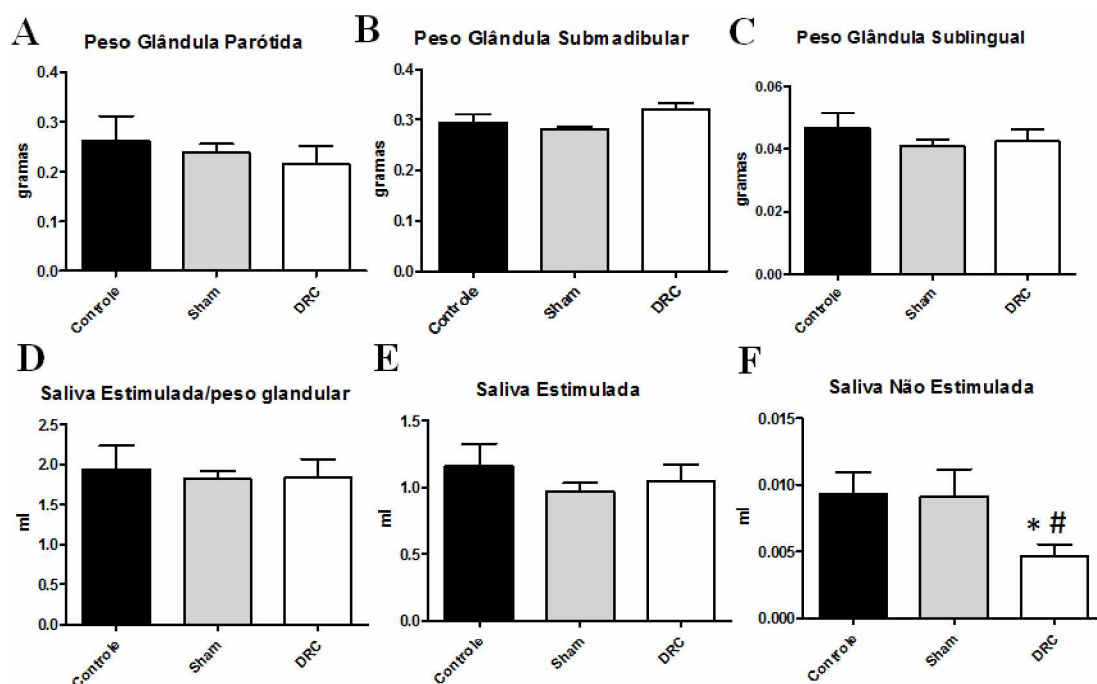 A
Peso Glândula Parótida
gramas
0.4
0.3
0.2
0.1
0.0
Controle
Sham
DRC
B
Peso Glândula Submadibular
gramas
0.4
0.3
0.2
0.1
0.0
Controle
Sham
DRC
C
Peso Glândula Sublingual
gramas
0.06
0.04
0.02
0.00
Controle
Sham
DRC
D
Saliva Estimulada/peso glandular
ml
2.5
2.0
1.5
1.0
0.5
0.0
Controle
Sham
DRC
E
Saliva Estimulada
ml
1.5
1.0
0.5
0.0
Controle
Sham
DRC
F
Saliva Não Estimulada
ml
0.015
0.010
0.005
0.000
* #
Controle
Sham
DRC